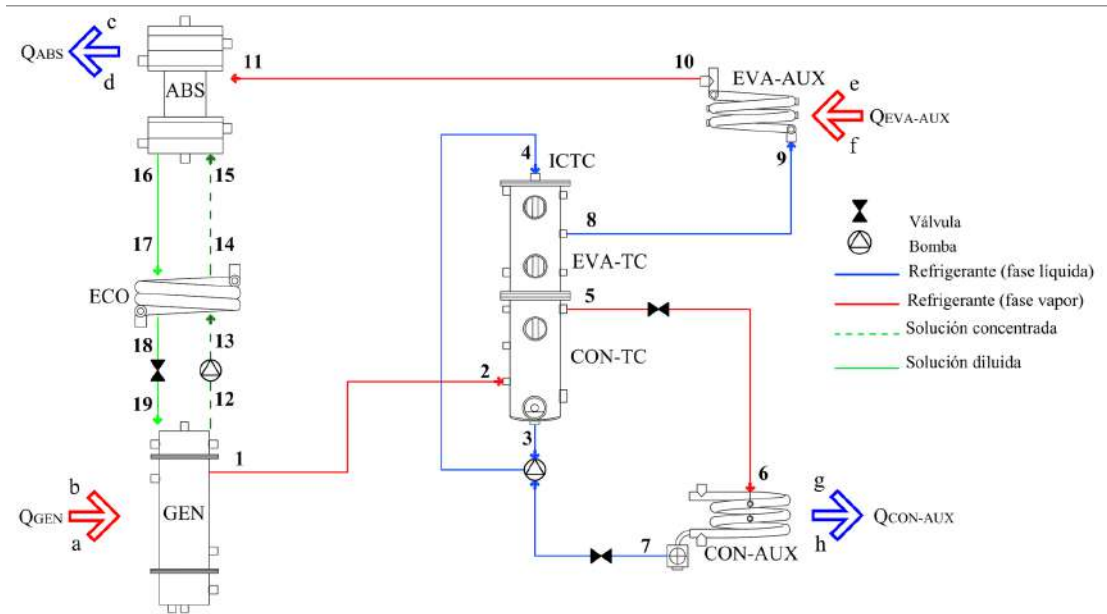 c
QABS
d
ABS
11
10
EVA-AUX
e
QEVA-AUX
f
9
4
ICTC
8
EVA-TC
16
15
17
14
ECO
18
13
19
12
5
CON-TC
2
3
1
b
QGEN
a
GEN
6
7
CON-AUX
g
QCON-AUX
h
Válvula
Bomba
Refrigerante (fase líquida)
Refrigerante (fase vapor)
Solución concentrada
Solución diluida